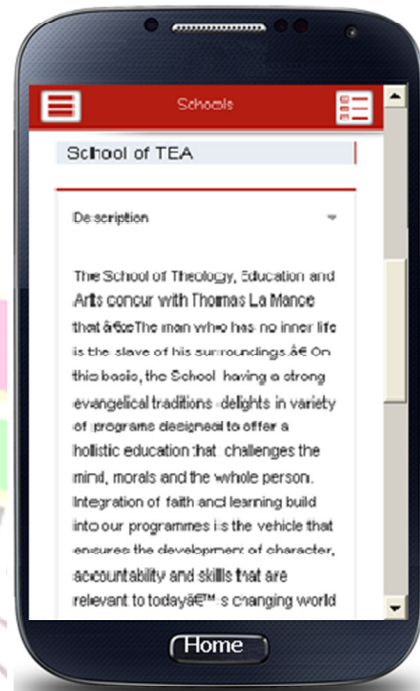 Schools
School of TEA
Description
The School of Theology, Education and
Arts concur with Thomas La Mance
that â€œThe man who has no inner life
is the slave of his surroundings.â€ On
this basis, the School having a strong
evangelical traditions delights in variety
of programs designed to offer a
holistic education that challenges the
mind, morals and the whole person.
Integration of faith and learning build
into our programmes is the vehicle that
ensures the development of character,
accountability and skills that are
relevant to todayâ€™ s changing world
Home